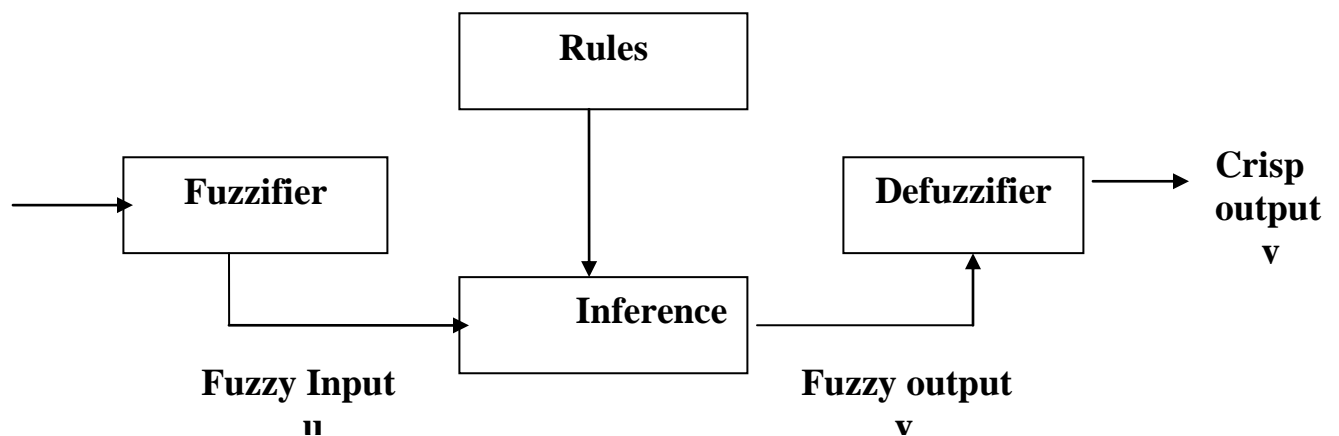 Rules
Fuzzifier
Defuzzifier
Crisp
output
v
Inference
Fuzzy Input
u
Fuzzy output
v